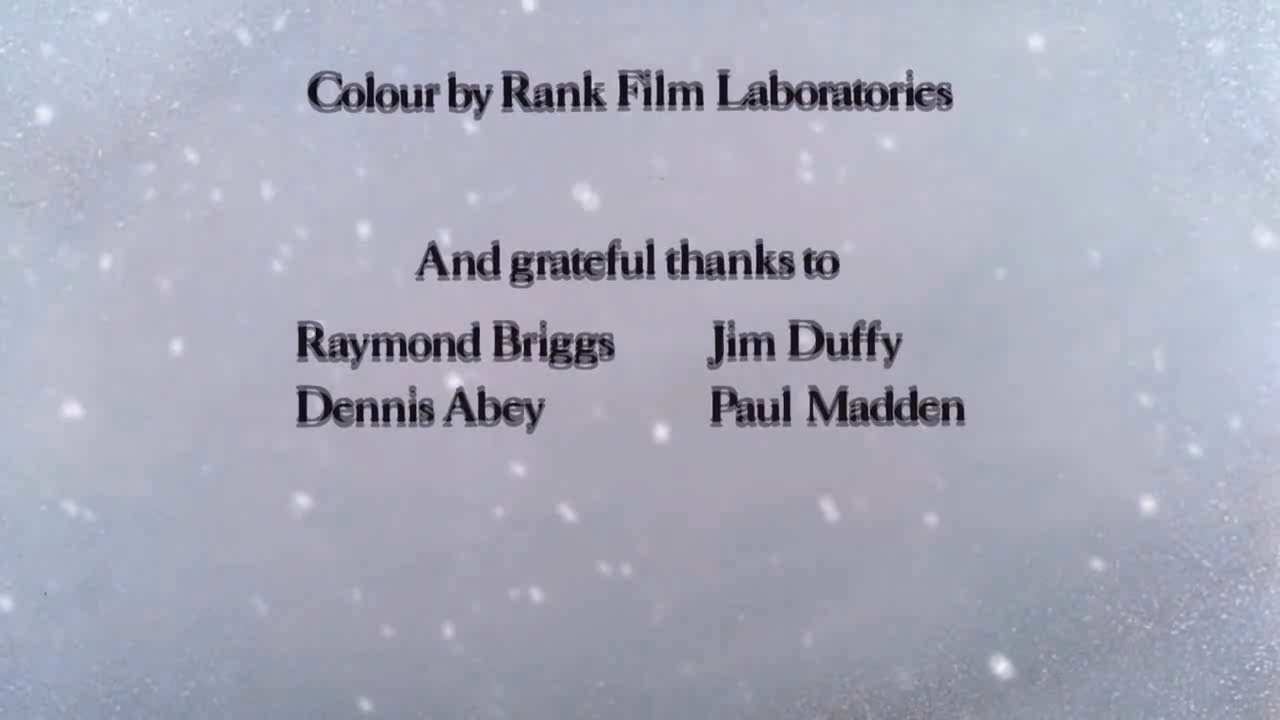 Colour by Rank Film Laboratories
And grateful thanks to
Raymond Briggs Jim Duffy
Dennis Abey Paul Madden